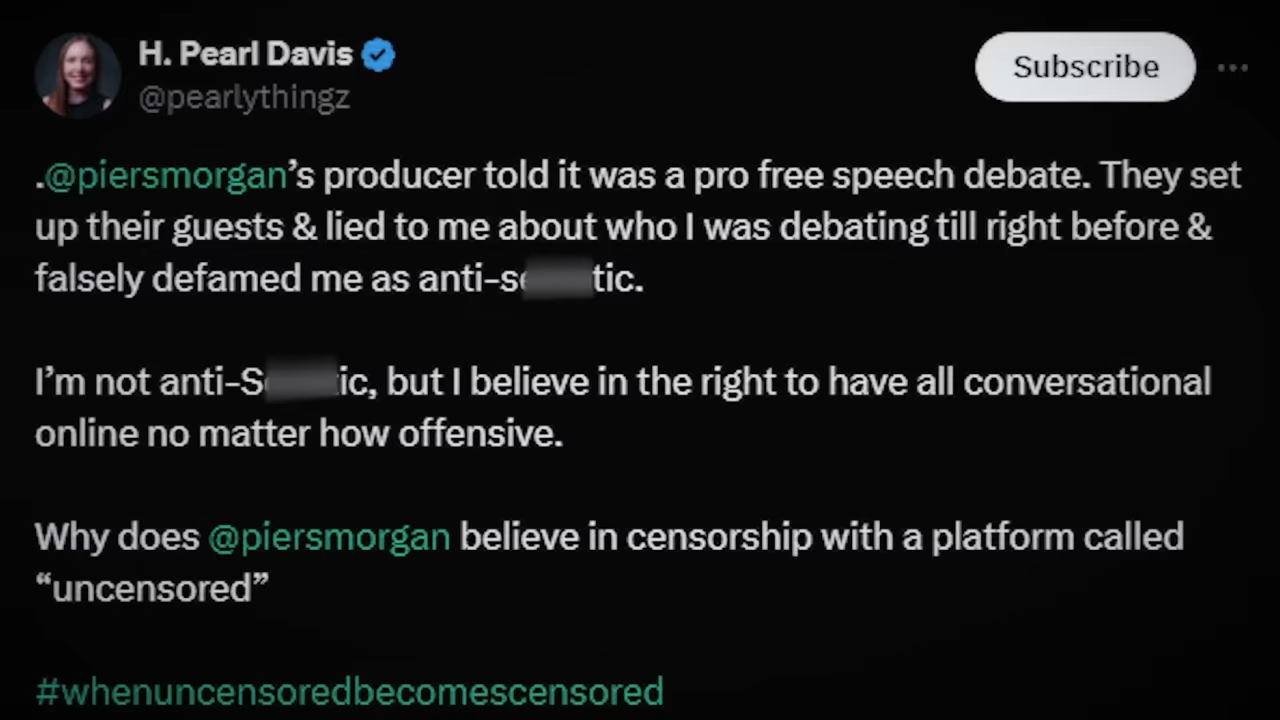 H. Pearl Davis
@pearlythingz
Subscribe
.@piersmorgan’s producer told it was a pro free speech debate. They set
up their guests & lied to me about who I was debating till right before &
falsely defamed me as
I’m not but I believe in the right to have all conversational
online no matter how offensive.
Why does @piersmorgan believe in censorship with a platform called
“uncensored”
#whenuncensoredbecomescensored